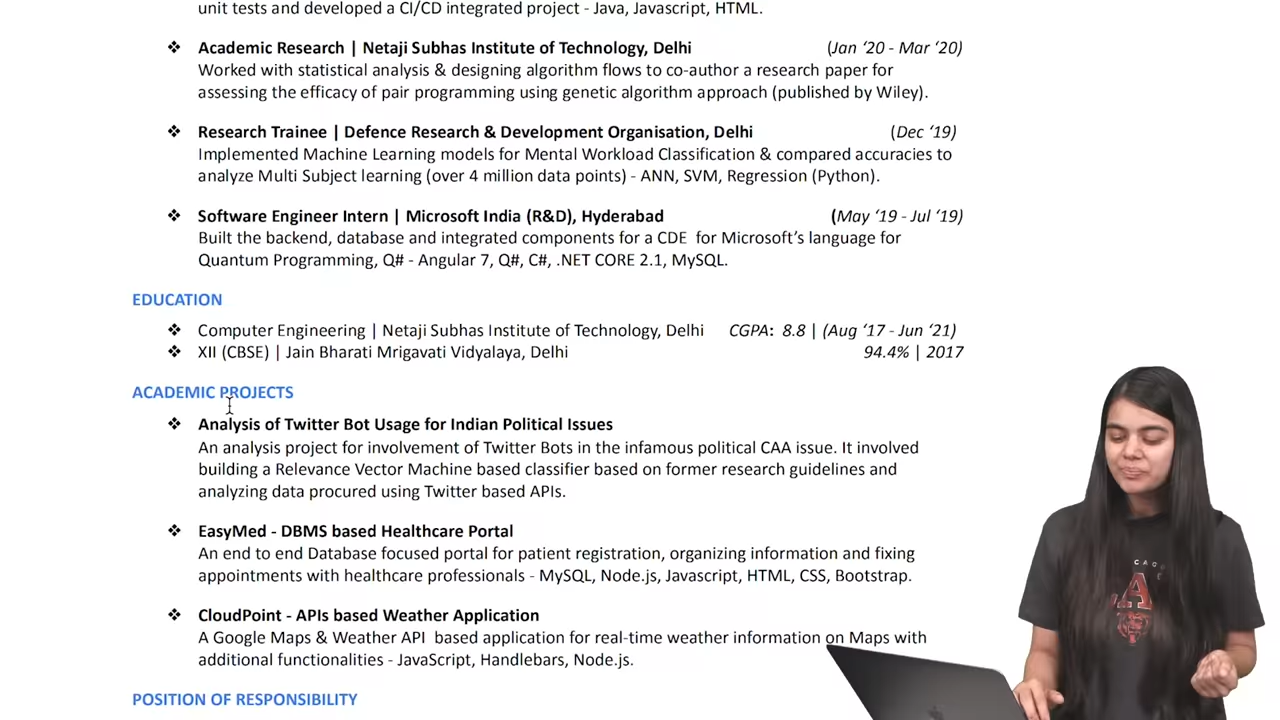 unit tests and developed a CI/CD integrated project - Java, Javascript, HTML.
❖ Academic Research | Netaji Subhas Institute of Technology, Delhi (Jan ‘20 - Mar ‘20)
Worked with statistical analysis & designing algorithm flows to co-author a research paper for
assessing the efficacy of pair programming using genetic algorithm approach (published by Wiley).
❖ Research Trainee | Defence Research & Development Organisation, Delhi (Dec ‘19)
Implemented Machine Learning models for Mental Workload Classification & compared accuracies to
analyze Multi Subject learning (over 4 million data points) - ANN, SVM, Regression (Python).
❖ Software Engineer Intern | Microsoft India (R&D), Hyderabad (May ‘19 - Jul ‘19)
Built the backend, database and integrated components for a CDE for Microsoft’s language for
Quantum Programming, Q# - Angular 7, Q#, C#, .NET CORE 2.1, MySQL.
EDUCATION
❖ Computer Engineering | Netaji Subhas Institute of Technology, Delhi CGPA: 8.8 | (Aug ‘17 - Jun ‘21)
❖ XII (CBSE) | Jain Bharati Mrigavati Vidyalaya, Delhi 94.4% | 2017
ACADEMIC PROJECTS
❖ Analysis of Twitter Bot Usage for Indian Political Issues
An analysis project for involvement of Twitter Bots in the infamous political CAA issue. It involved
building a Relevance Vector Machine based classifier based on former research guidelines and
analyzing data procured using Twitter based APIs.
❖ EasyMed - DBMS based Healthcare Portal
An end to end Database focused portal for patient registration, organizing information and fixing
appointments with healthcare professionals - MySQL, Node.js, Javascript, HTML, CSS, Bootstrap.
❖ CloudPoint - APIs based Weather Application
A Google Maps & Weather API based application for real-time weather information on Maps with
additional functionalities - JavaScript, Handlebars, Node.js.
POSITION OF RESPONSIBILITY